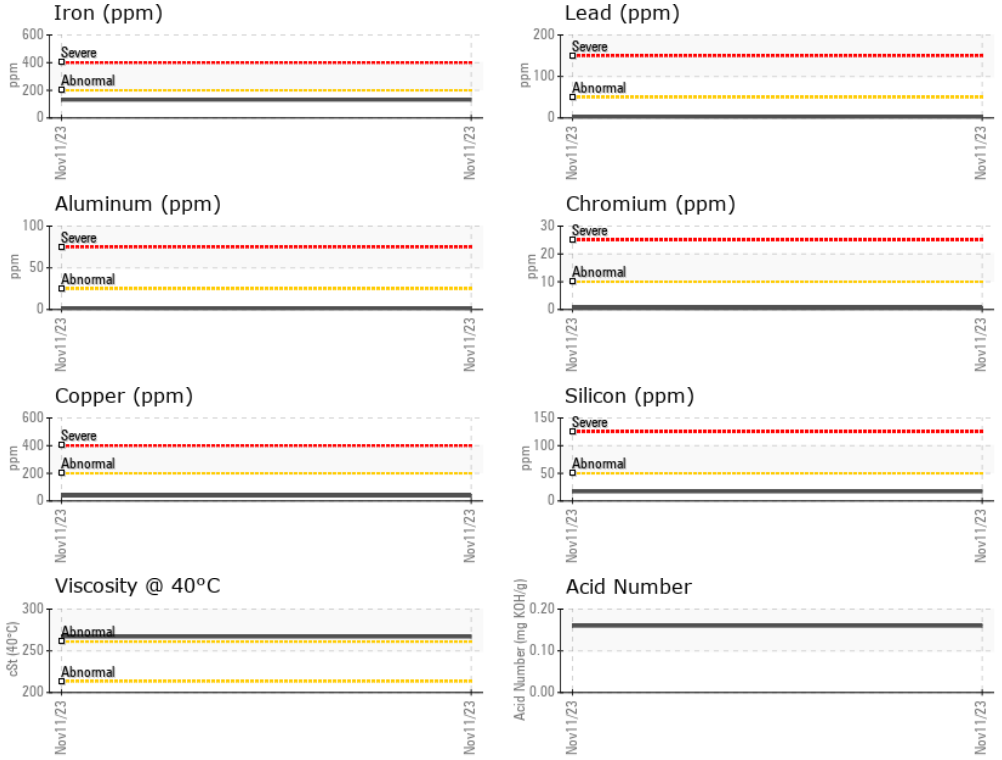 Iron (ppm)
600
400
200
0
ppm
Severe
Abnormal
Nov11/23
Nov11/23
Lead (ppm)
200
100
0
ppm
Severe
Abnormal
Nov11/23
Nov11/23
Aluminum (ppm)
100
50
0
ppm
Severe
Abnormal
Nov11/23
Nov11/23
Chromium (ppm)
30
20
10
0
ppm
Severe
Abnormal
Nov11/23
Nov11/23
Copper (ppm)
600
400
200
0
ppm
Severe
Abnormal
Nov11/23
Nov11/23
Silicon (ppm)
150
100
50
0
ppm
Severe
Abnormal
Nov11/23
Nov11/23
Viscosity @ 40°C
300
250
200
cSt (40°C)
Abnormal
Abnormal
Nov11/23
Nov11/23
Acid Number
0.20
0.10
0.00
Acid Number (mg KOH/g)
Nov11/23
Nov11/23